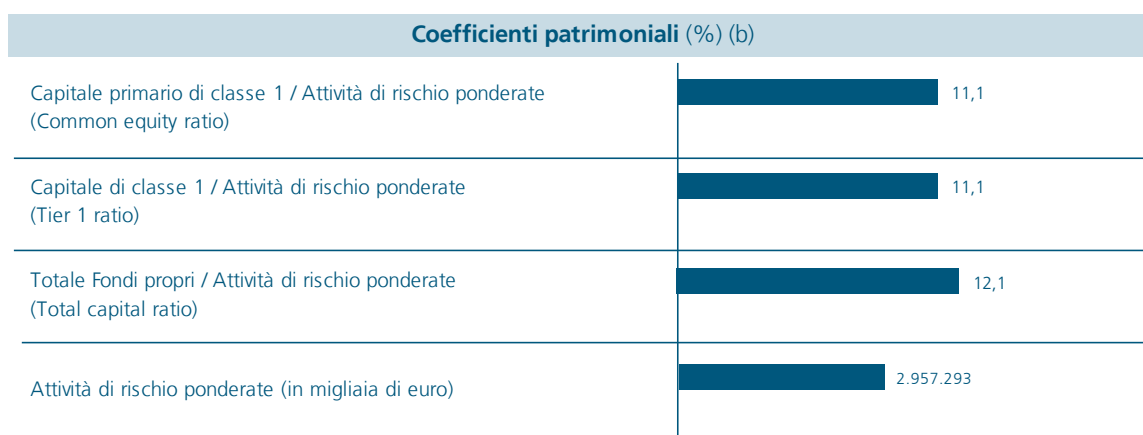 Coefficienti patrimoniali (%) (b)
Capitale primario di classe 1 / Attività di rischio ponderate
(Common equity ratio)
11,1
Capitale di classe 1 / Attività di rischio ponderate
(Tier 1 ratio)
11,1
Totale Fondi propri / Attività di rischio ponderate
(Total capital ratio)
12,1
Attività di rischio ponderate (in migliaia di euro)
2.957.293